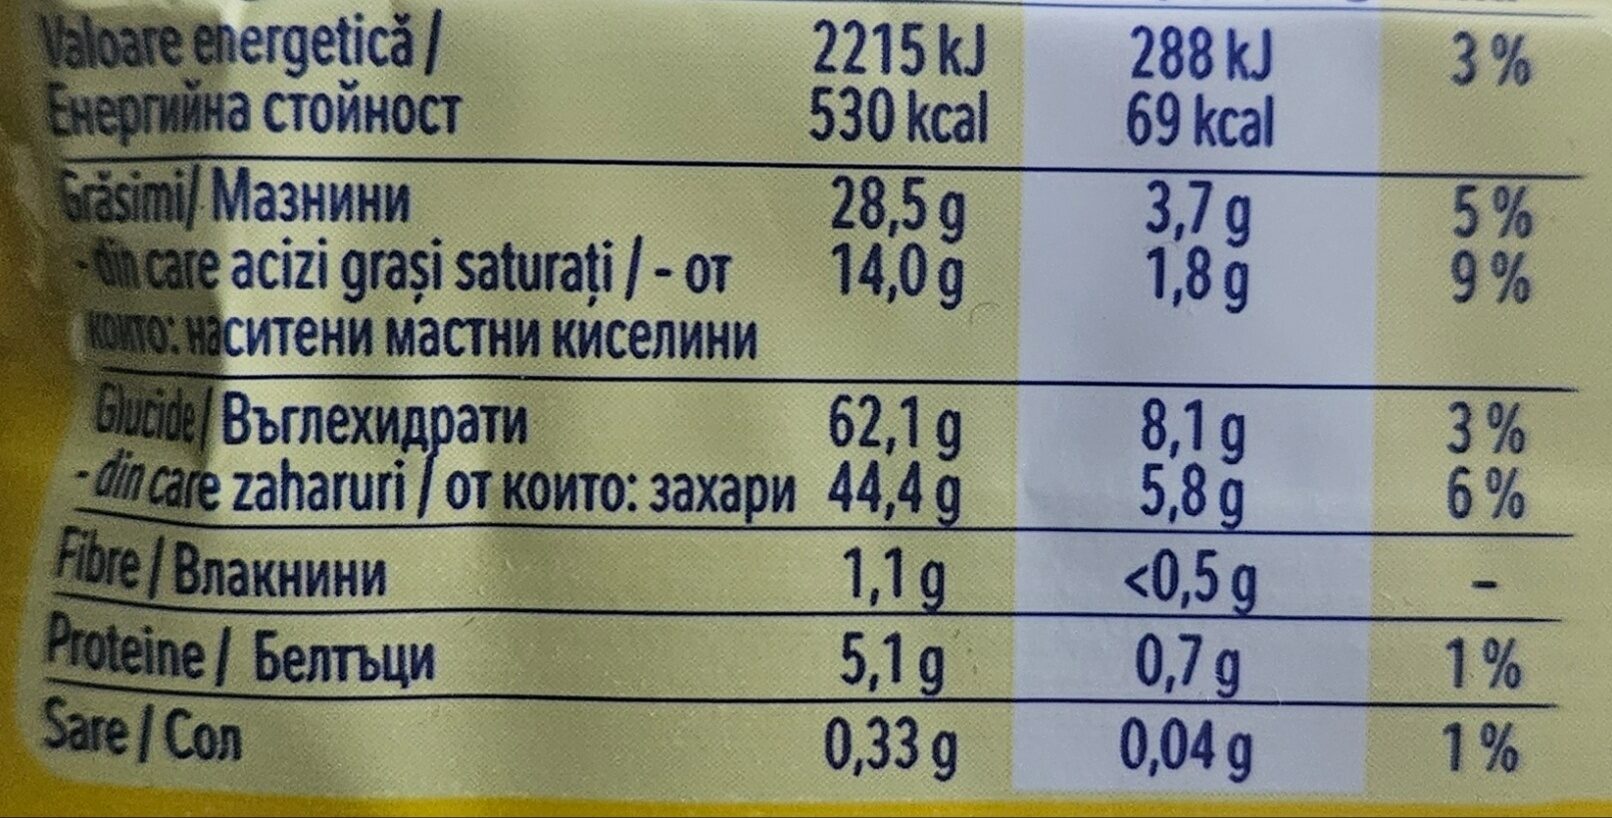 Valoare energetică / 2215 kJ 288 kJ 3 %
Енергийна стойност 530 kcal 69 kcal
Grăsimi/ Мазнини 28,5 g 3,7 g 5 %
- din care acizi grași saturați / - от 14,0 g 1,8 g 9 %
които: наситени мастни киселини
Glucide/ Въглехидрати 62,1 g 8,1 g 3 %
- din care zaharuri / от които: захари 44,4 g 5,8 g 6 %
Fibre / Влакнини 1,1 g <0,5 g -
Proteine / Белтъци 5,1 g 0,7 g 1 %
Sare / Сол 0,33 g 0,04 g 1 %